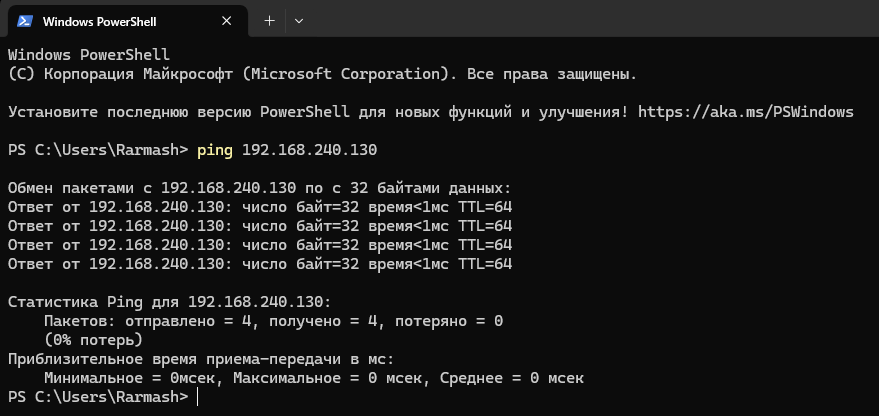 Windows PowerShell
Windows PowerShell
(C) Корпорация Майкрософт (Microsoft Corporation). Все права защищены.
Установите последнюю версию PowerShell для новых функций и улучшения! https://aka.ms/PSWindows
PS C:\Users\Rarmash> ping 192.168.240.130
Обмен пакетами с 192.168.240.130 по с 32 байтами данных:
Ответ от 192.168.240.130: число байт=32 время<1мс TTL=64
Ответ от 192.168.240.130: число байт=32 время<1мс TTL=64
Ответ от 192.168.240.130: число байт=32 время<1мс TTL=64
Ответ от 192.168.240.130: число байт=32 время<1мс TTL=64
Статистика Ping для 192.168.240.130:
    Пакетов: отправлено = 4, получено = 4, потеряно = 0
    (0% потерь)
Приблизительное время приема-передачи в мс:
    Минимальное = 0мсек, Максимальное = 0 мсек, Среднее = 0 мсек
PS C:\Users\Rarmash>